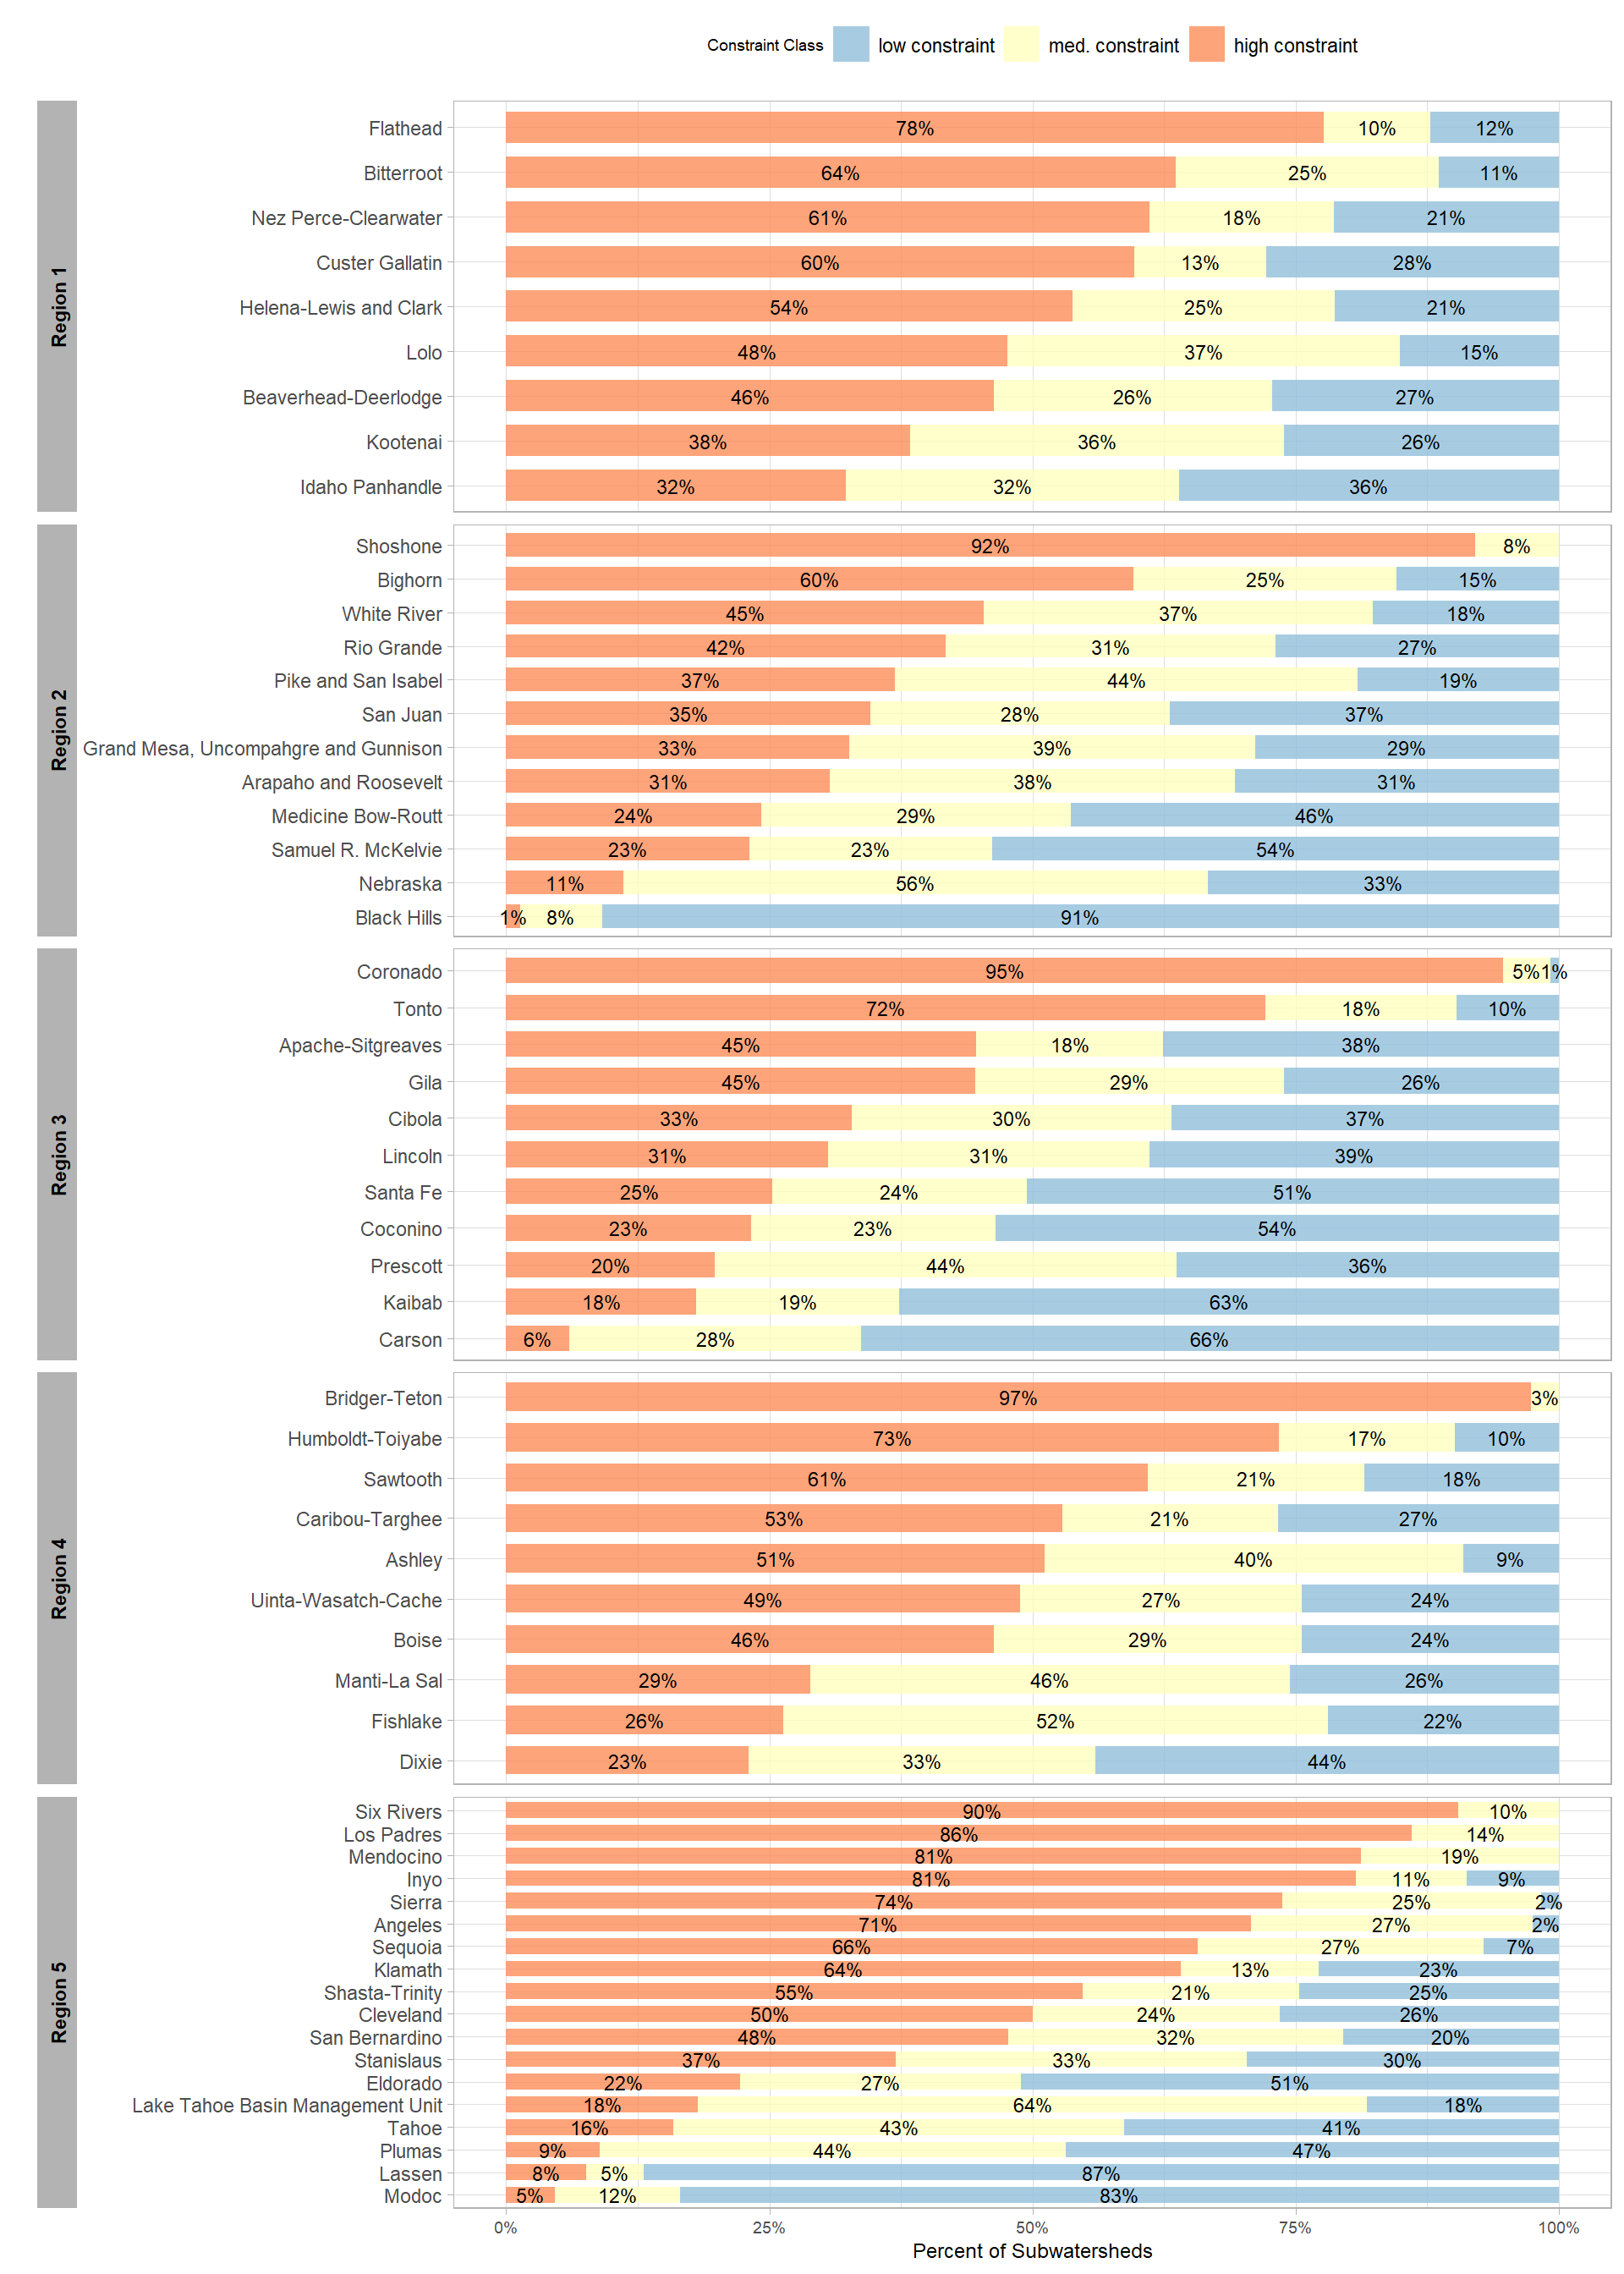 Constraint Class low constraint med. constraint high constraint
Region 1
Flathead 78% 10% 12%
Bitterroot 64% 25% 11%
Nez Perce-Clearwater 61% 18% 21%
Custer Gallatin 60% 13% 28%
Helena-Lewis and Clark 54% 25% 21%
Lolo 48% 37% 15%
Beaverhead-Deerlodge 46% 26% 27%
Kootenai 38% 36% 26%
Idaho Panhandle 32% 32% 36%
Region 2
Shoshone 92% 8%
Bighorn 60% 25% 15%
White River 45% 37% 18%
Rio Grande 42% 31% 27%
Pike and San Isabel 37% 44% 19%
San Juan 35% 28% 37%
Grand Mesa, Uncompahgre and Gunnison 33% 39% 29%
Arapaho and Roosevelt 31% 38% 31%
Medicine Bow-Routt 24% 29% 46%
Samuel R. McKelvie 23% 23% 54%
Nebraska 11% 56% 33%
Black Hills 1% 8% 91%
Region 3
Coronado 95% 5% 1%
Tonto 72% 18% 10%
Apache-Sitgreaves 45% 18% 38%
Gila 45% 29% 26%
Cibola 33% 30% 37%
Lincoln 31% 31% 39%
Santa Fe 25% 24% 51%
Coconino 23% 23% 54%
Prescott 20% 44% 36%
Kaibab 18% 19% 63%
Carson 6% 28% 66%
Region 4
Bridger-Teton 97% 3%
Humboldt-Toiyabe 73% 17% 10%
Sawtooth 61% 21% 18%
Caribou-Targhee 53% 21% 27%
Ashley 51% 40% 9%
Uinta-Wasatch-Cache 49% 27% 24%
Boise 46% 29% 24%
Manti-La Sal 29% 46% 26%
Fishlake 26% 52% 22%
Dixie 23% 33% 44%
Region 5
Six Rivers 90% 10%
Los Padres 86% 14%
Mendocino 81% 19%
Inyo 81% 11% 9%
Sierra 74% 25% 2%
Angeles 71% 27% 2%
Sequoia 66% 27% 7%
Klamath 64% 13% 23%
Shasta-Trinity 55% 21% 25%
Cleveland 50% 24% 26%
San Bernardino 48% 32% 20%
Stanislaus 37% 33% 30%
Eldorado 22% 27% 51%
Lake Tahoe Basin Management Unit 18% 64% 18%
Tahoe 16% 43% 41%
Plumas 9% 44% 47%
Lassen 8% 5% 87%
Modoc 5% 12% 83%
0% 25% 50% 75% 100%
Percent of Subwatersheds